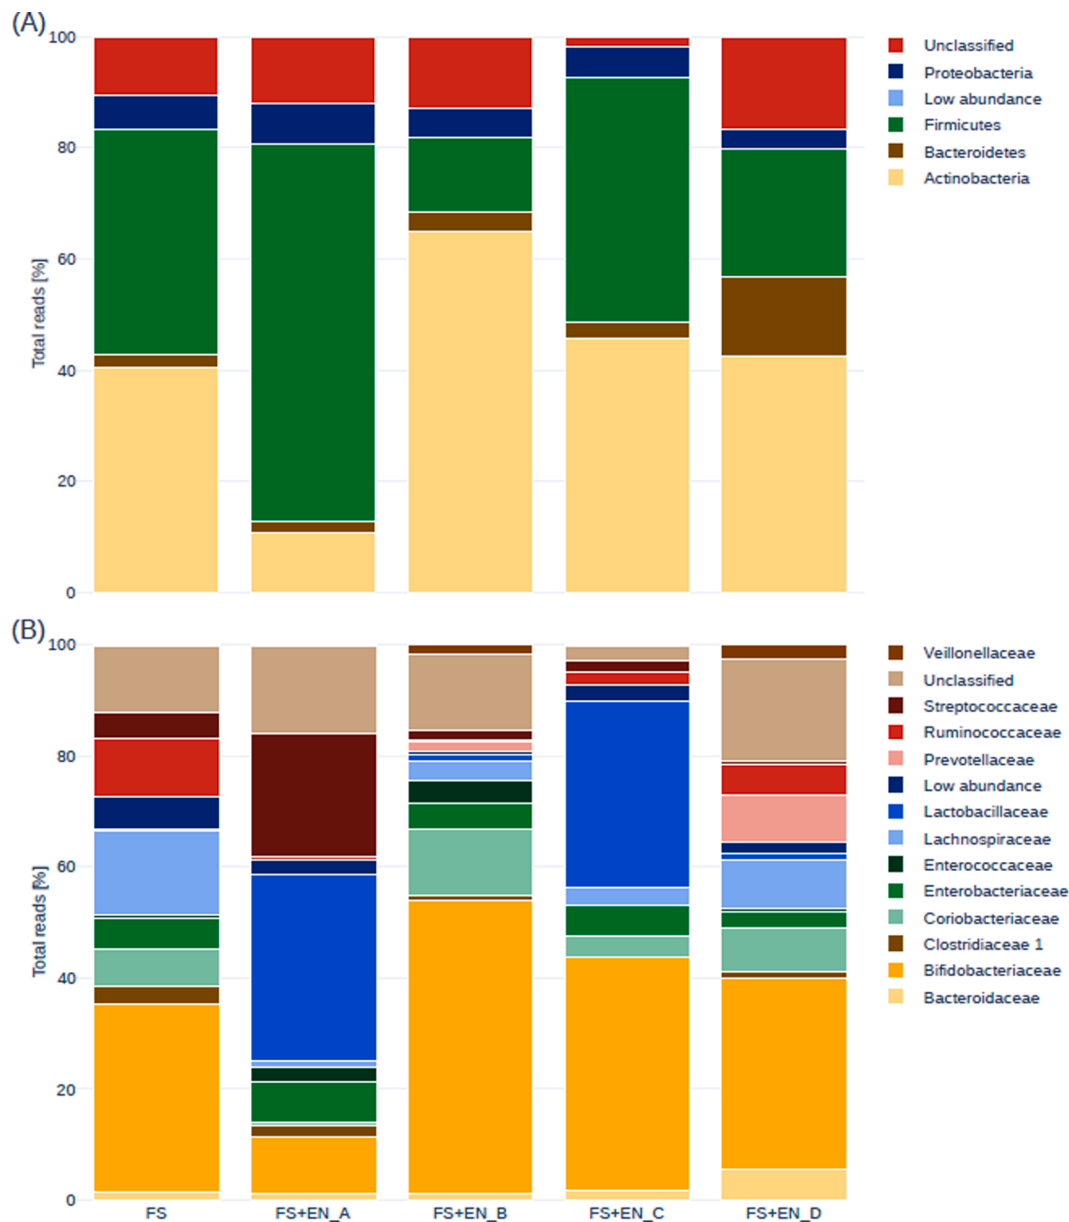 (A)
100
80
60
40
20
0
Total reads [%]
Unclassified
Proteobacteria
Low abundance
Firmicutes
Bacteroidetes
Actinobacteria
(B)
100
80
60
40
20
0
Total reads [%]
FS
FS+EN_A
FS+EN_B
FS+EN_C
FS+EN_D
Veillonellaceae
Unclassified
Streptococcaceae
Ruminococcaceae
Prevotellaceae
Low abundance
Lactobacillaceae
Lachnospiraceae
Enterococcaceae
Enterobacteriaceae
Coriobacteriaceae
Clostridiaceae 1
Bifidobacteriaceae
Bacteroidaceae